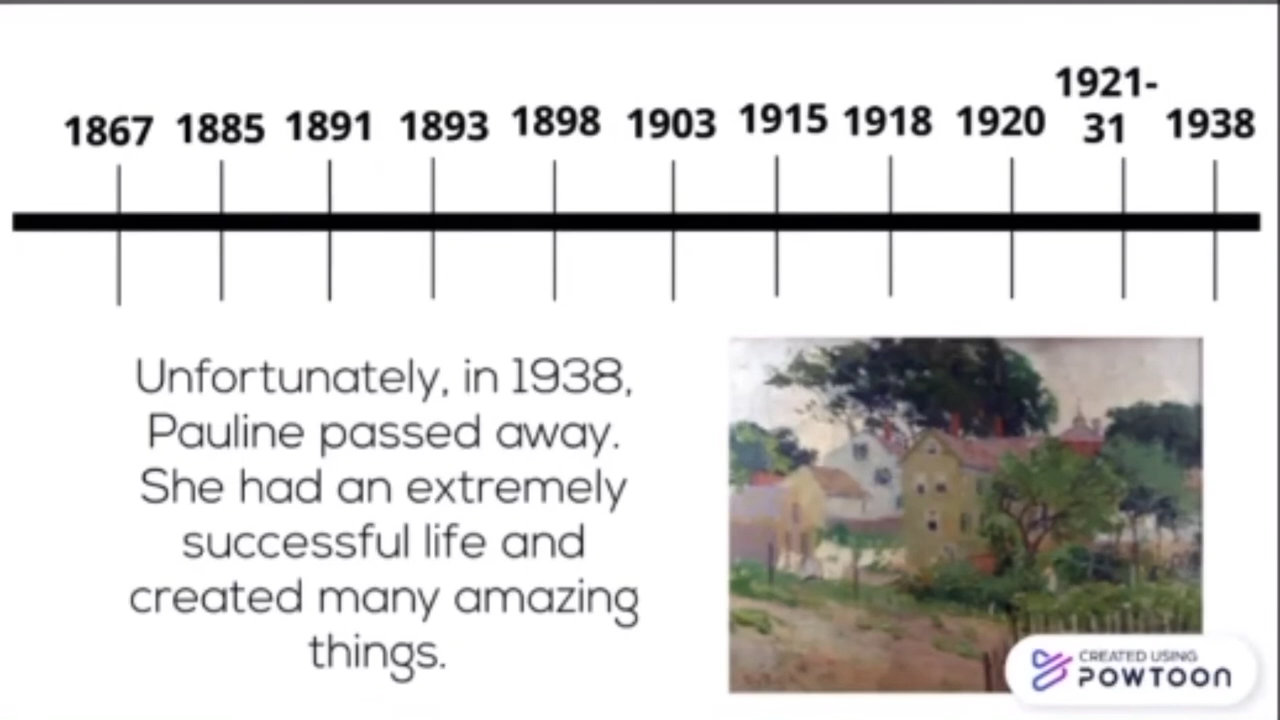 1867 1885 1891 1893 1898 1903 1915 1918 1920 1921-
31 1938
Unfortunately, in 1938,
Pauline passed away.
She had an extremely
successful life and
created many amazing
things.
CREATED USING
POWTOON